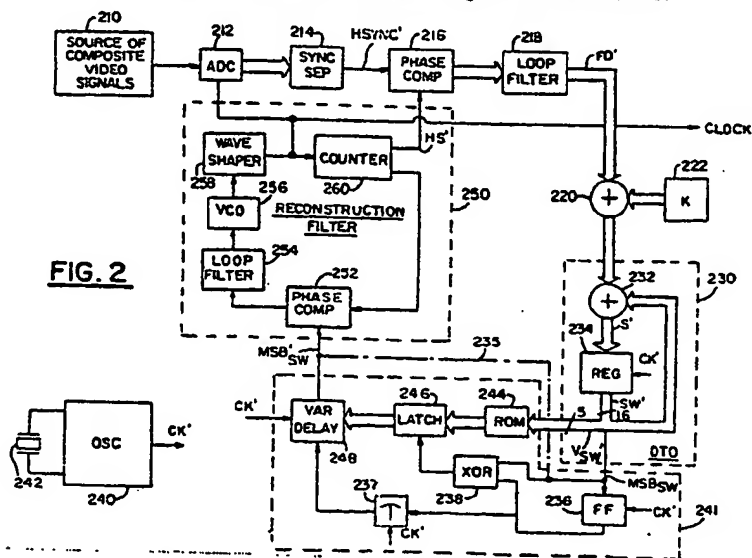 210
SOURCE OF
COMPOSITE
VIDEO
SIGNALS
212
ADC
214
SYNC
SEP
HSYNC'
216
PHASE
COMP
218
LOOP
FILTER
FD'
CLOCK
HS'
WAVE
SHAPER
258
COUNTER
260
250
VCO
256
RECONSTRUCTION
FILTER
254
LOOP
FILTER
252
PHASE
COMP
220
+
222
K
FIG. 2
232
+
230
S'
234
REG
CK'
SW'
16
MSB'SW
235
5
VSW'
DTO
244
ROM
246
LATCH
VAR
DELAY
248
CK'
OSC
CK'
242
240
237
T
CK'
XOR
238
MSBSW
236
FF
CK'
241